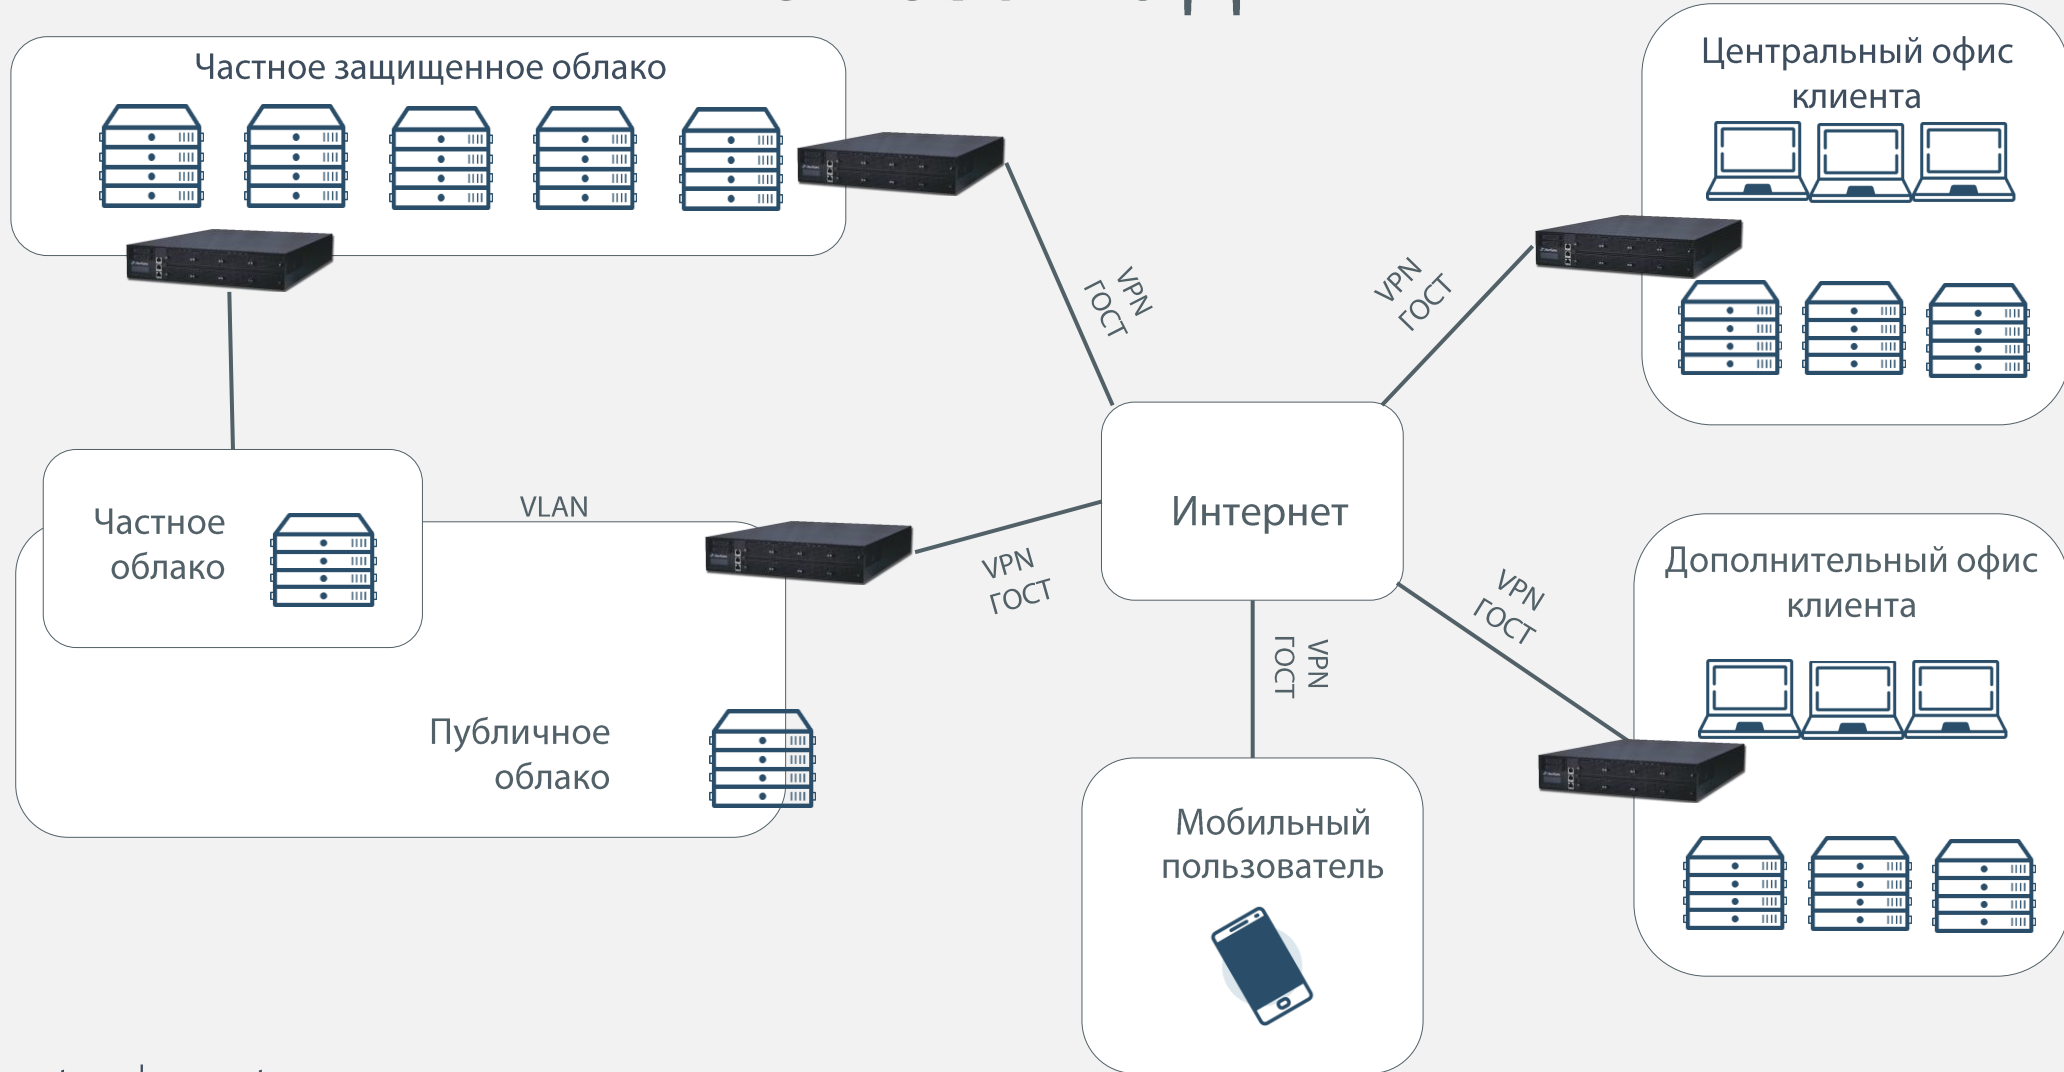 Частное защищенное облако
Центральный офис
клиента
VPN
ГОСТ
VPN
ГОСТ
Частное
облако
VLAN
Интернет
VPN
ГОСТ
Дополнительный офис
клиента
VPN
ГОСТ
VPN
ГОСТ
Публичное
облако
Мобильный
пользователь